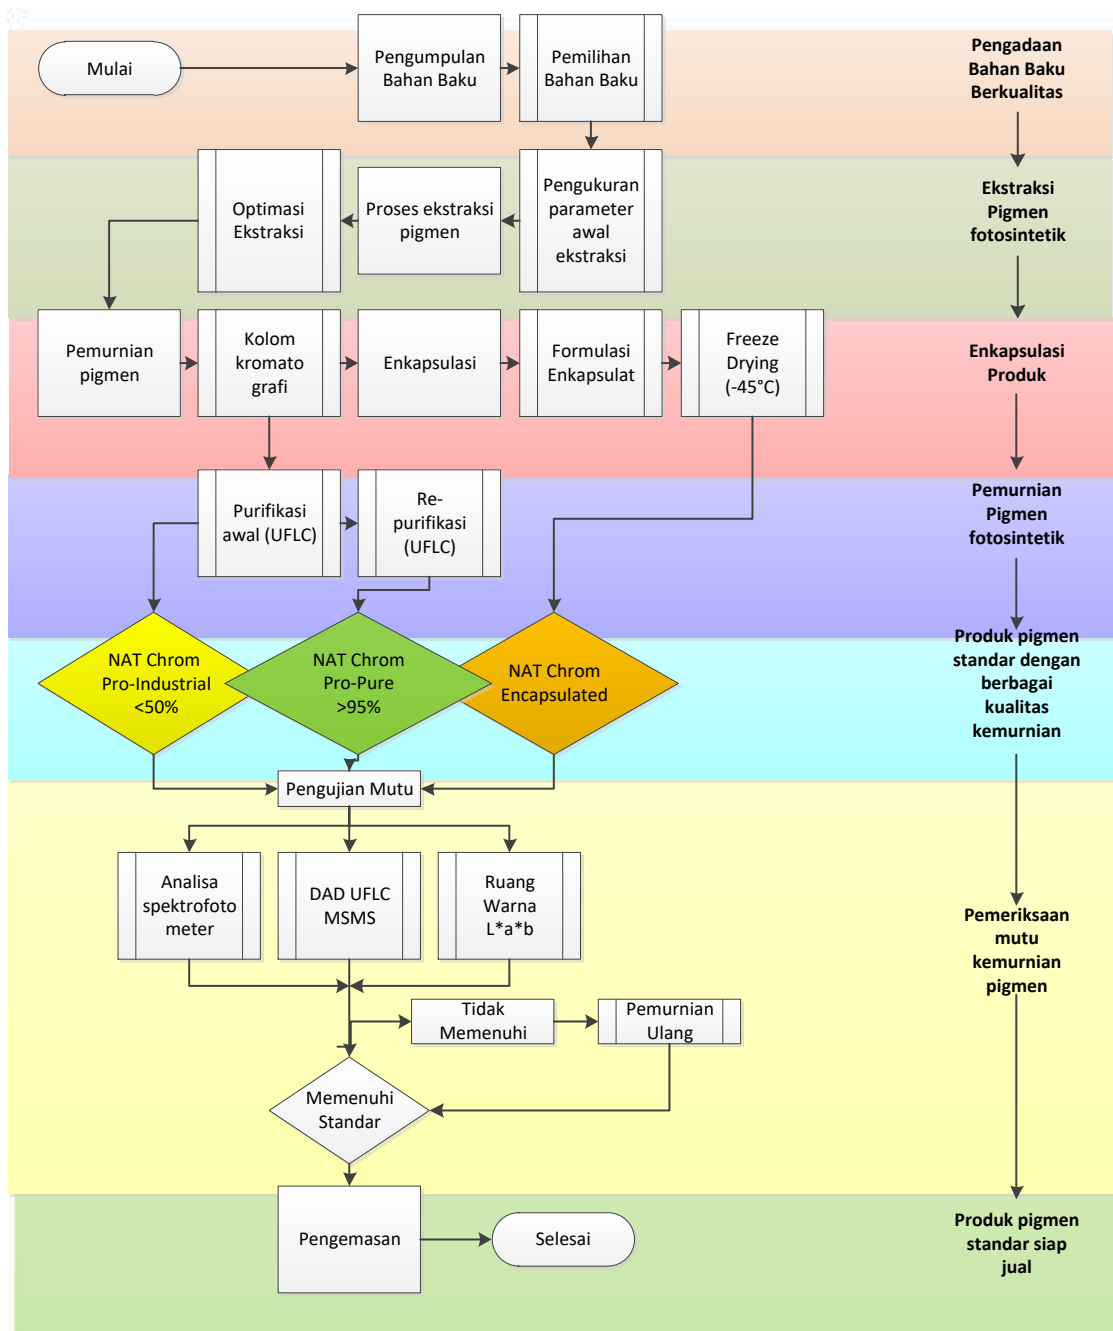 Mulai
Pengumpulan
Bahan Baku
Pemilihan
Bahan Baku
Pengadaan
Bahan Baku
Berkualitas
Optimasi
Ekstraksi
Proses ekstraksi
pigmen
Pengukuran
parameter
awal
ekstraksi
Ekstraksi
Pigmen
fotosintetik
Pemurnian
pigmen
Kolom
kromato
grafi
Enkapsulasi
Formulasi
Enkapsulat
Freeze
Drying
(-45°C)
Enkapsulasi
Produk
Purifikasi
awal (UFLC)
Re-
purifikasi
(UFLC)
Pemurnian
Pigmen
fotosintetik
NAT Chrom
Pro-Industrial
<50%
NAT Chrom
Pro-Pure
>95%
NAT Chrom
Encapsulated
Produk pigmen
standar dengan
berbagai
kualitas
kemurnian
Pengujian Mutu
Analisa
spektrofoto
meter
DAD UFLC
MSMS
Ruang
Warna
L*a*b
Pemeriksaan
mutu
kemurnian
pigmen
Tidak
Memenuhi
Pemurnian
Ulang
Memenuhi
Standar
Pengemasan
Selesai
Produk pigmen
standar siap
jual